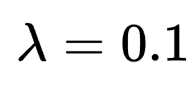 λ = 0.1